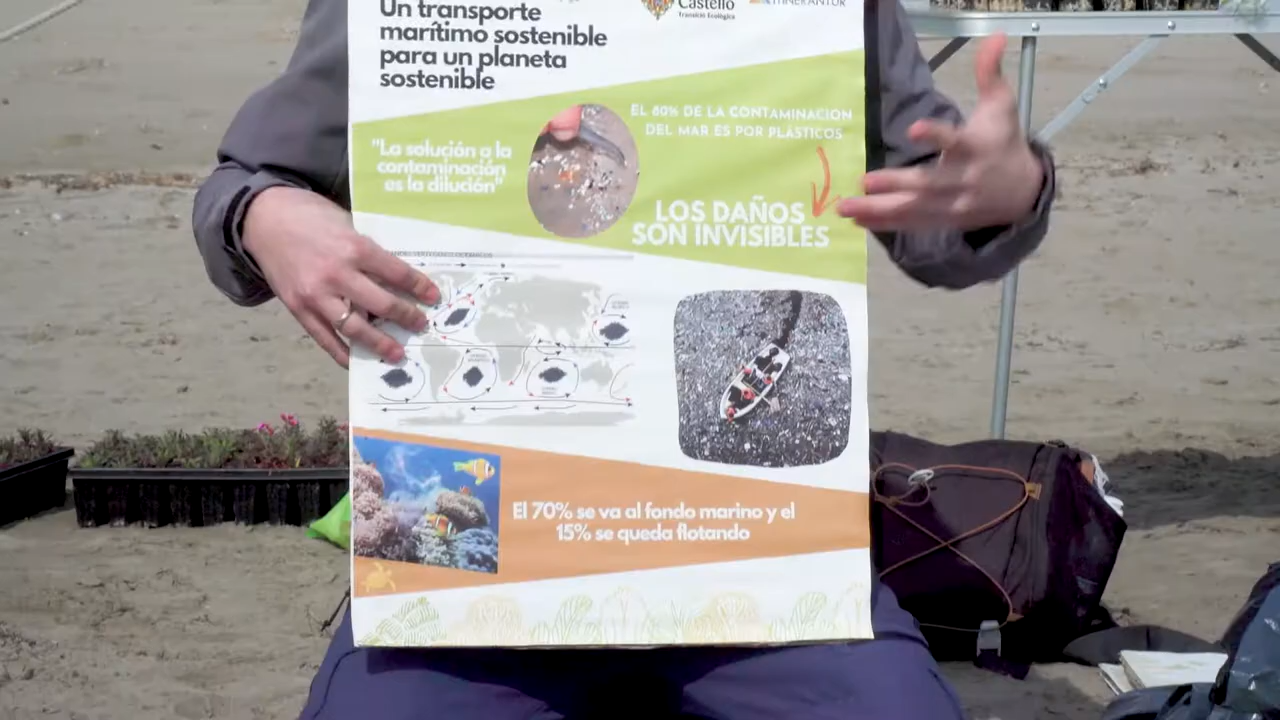 Un transporte
marítimo sostenible
para un planeta
sostenible
Castelló
Transició Ecològica
EL 80% DE LA CONTAMINACION
DEL MAR ES POR PLÁSTICOS
"La solución a la
contaminación
es la dilución"
LOS DAÑOS
SON INVISIBLES
El 70% se va al fondo marino y el
15% se queda flotando